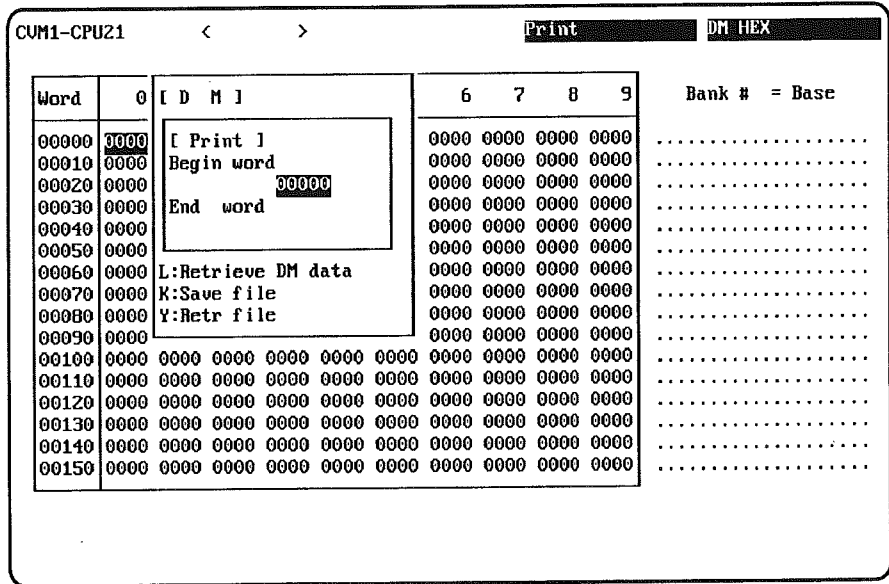 CVM1-CPU21 < > Print DM HEX
Word 0 [ D M ] 6 7 8 9 Bank # = Base
00000 0000 [ Print ] 0000 0000 0000 0000 ...................
00010 0000 Begin word 0000 0000 0000 0000 ...................
00020 0000 00000 0000 0000 0000 0000 ...................
00030 0000 End word 0000 0000 0000 0000 ...................
00040 0000 0000 0000 0000 0000 ...................
00050 0000 0000 0000 0000 0000 ...................
00060 0000 L:Retrieve DM data 0000 0000 0000 0000 ...................
00070 0000 K:Save file 0000 0000 0000 0000 ...................
00080 0000 Y:Retr file 0000 0000 0000 0000 ...................
00090 0000 0000 0000 0000 0000 ...................
00100 0000 0000 0000 0000 0000 0000 0000 0000 0000 0000 ...................
00110 0000 0000 0000 0000 0000 0000 0000 0000 0000 0000 ...................
00120 0000 0000 0000 0000 0000 0000 0000 0000 0000 0000 ...................
00130 0000 0000 0000 0000 0000 0000 0000 0000 0000 0000 ...................
00140 0000 0000 0000 0000 0000 0000 0000 0000 0000 0000 ...................
00150 0000 0000 0000 0000 0000 0000 0000 0000 0000 0000 ...................